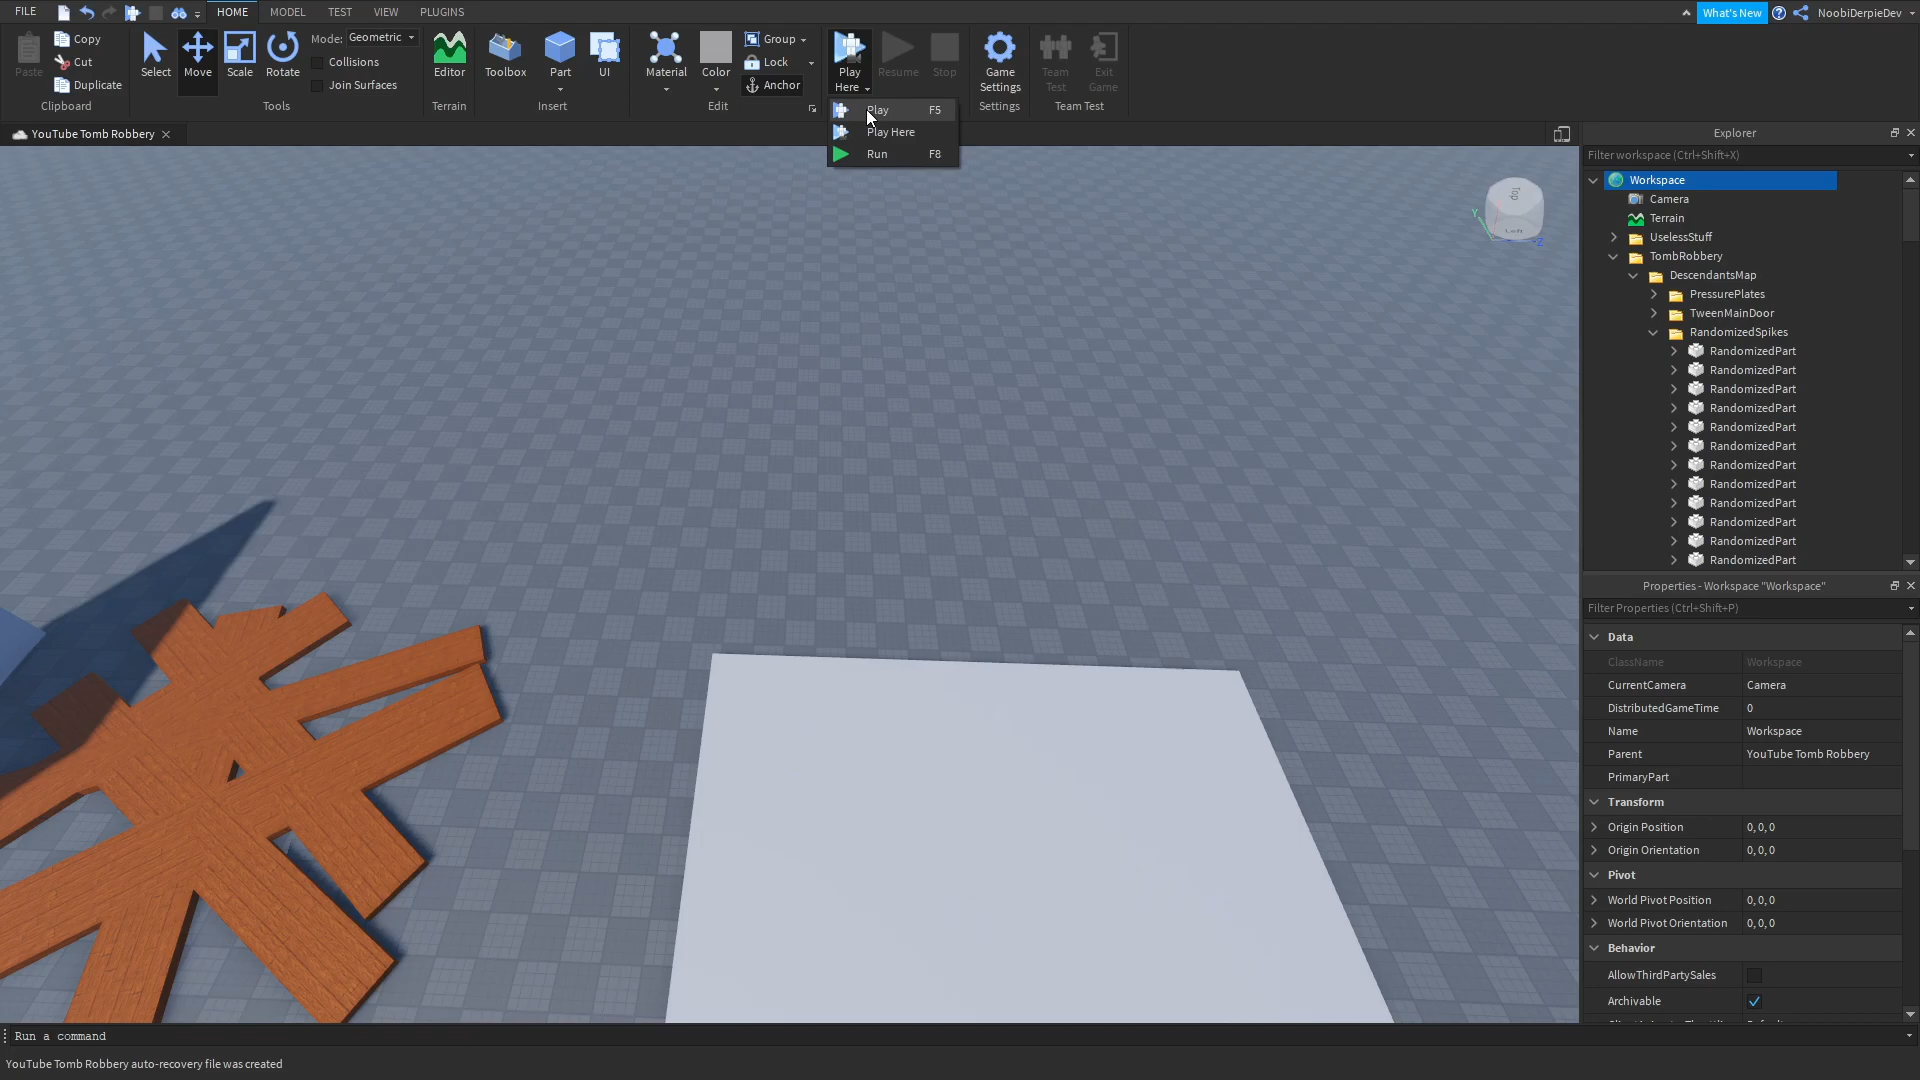 FILE HOME MODEL TEST VIEW PLUGINS What's New NoobiDerpieDev
Paste Copy Cut Duplicate
Clipboard
Select Move Scale Rotate
Mode: Geometric
Collisions
Join Surfaces
Tools
Editor
Terrain
Toolbox Part UI
Insert
Material Color
Group
Lock
Anchor
Edit
Play Here Resume Stop
Game Settings
Settings
Team Test Exit Game
Team Test
Play F5
Play Here
Run F8
YouTube Tomb Robbery
Top
Left
Y
-Z
Explorer
Filter workspace (Ctrl+Shift+X)
Workspace
Camera
Terrain
UselessStuff
TombRobbery
DescendantsMap
PressurePlates
TweenMainDoor
RandomizedSpikes
RandomizedPart
RandomizedPart
RandomizedPart
RandomizedPart
RandomizedPart
RandomizedPart
RandomizedPart
RandomizedPart
RandomizedPart
RandomizedPart
RandomizedPart
RandomizedPart
Properties - Workspace "Workspace"
Filter Properties (Ctrl+Shift+P)
Data
ClassName Workspace
CurrentCamera Camera
DistributedGameTime 0
Name Workspace
Parent YouTube Tomb Robbery
PrimaryPart
Transform
Origin Position 0, 0, 0
Origin Orientation 0, 0, 0
Pivot
World Pivot Position 0, 0, 0
World Pivot Orientation 0, 0, 0
Behavior
AllowThirdPartySales
Archivable
Run a command
YouTube Tomb Robbery auto-recovery file was created